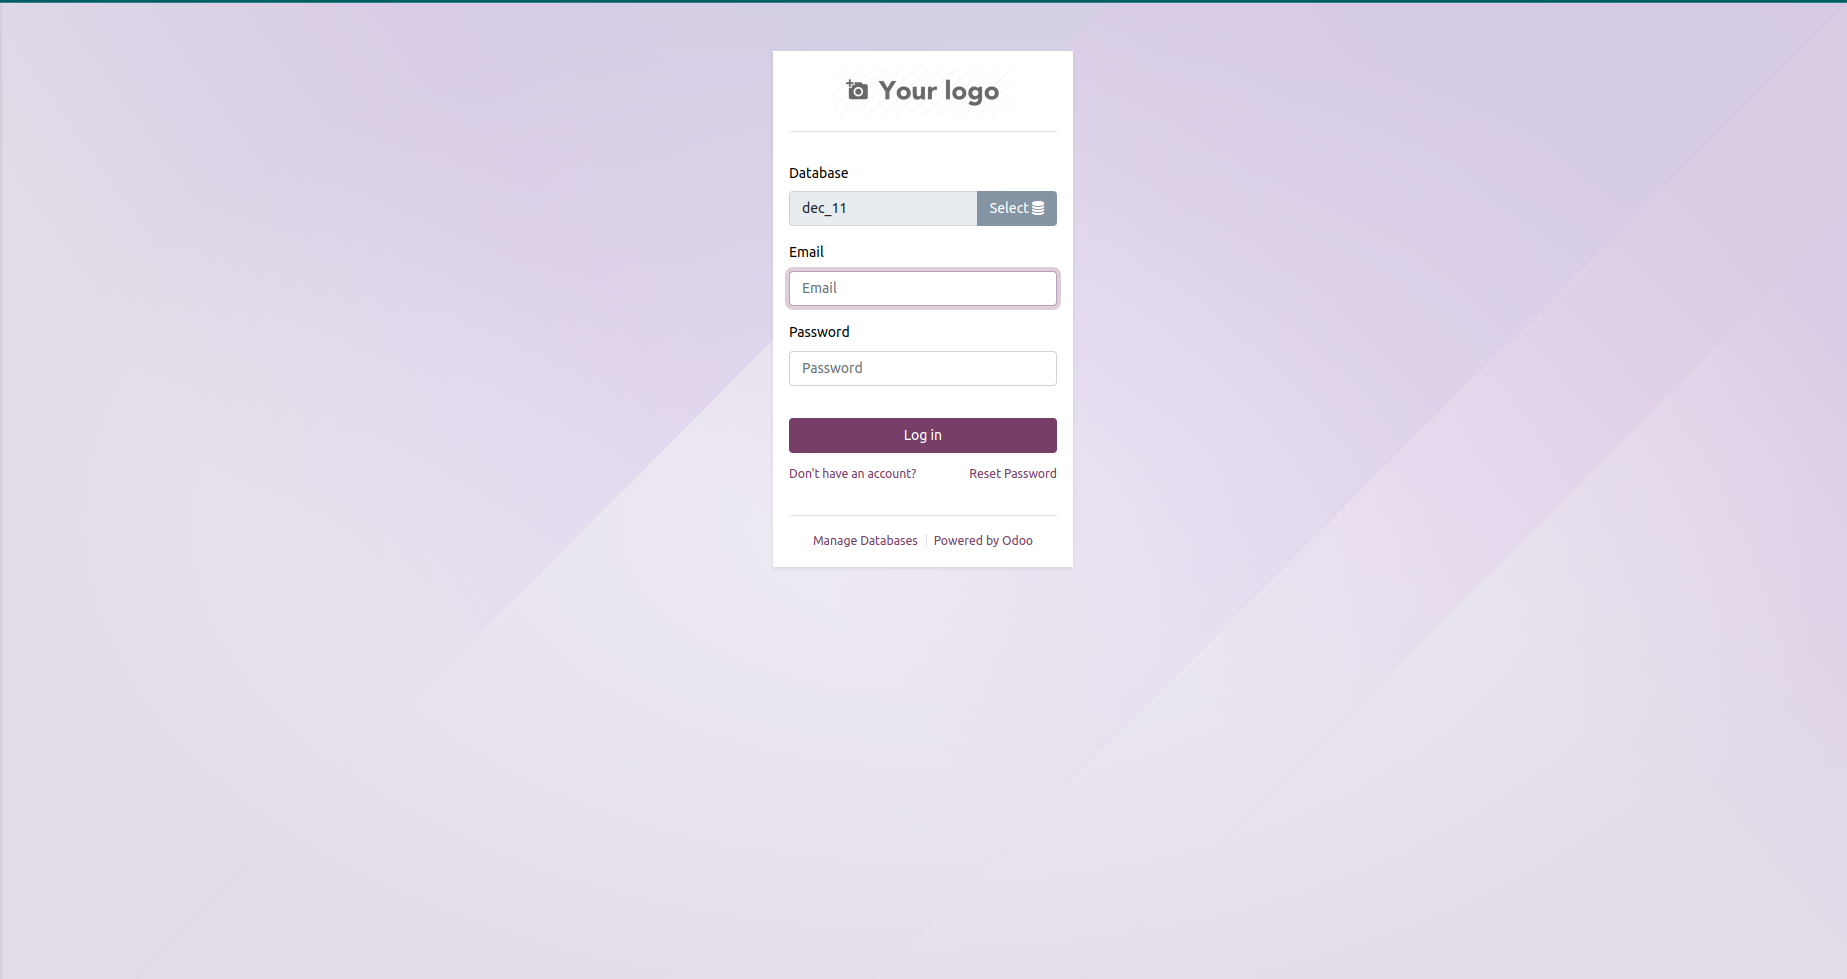 Your logo
Database
dec_11
Select
Email
Email
Password
Password
Log in
Don't have an account?
Reset Password
Manage Databases
Powered by Odoo